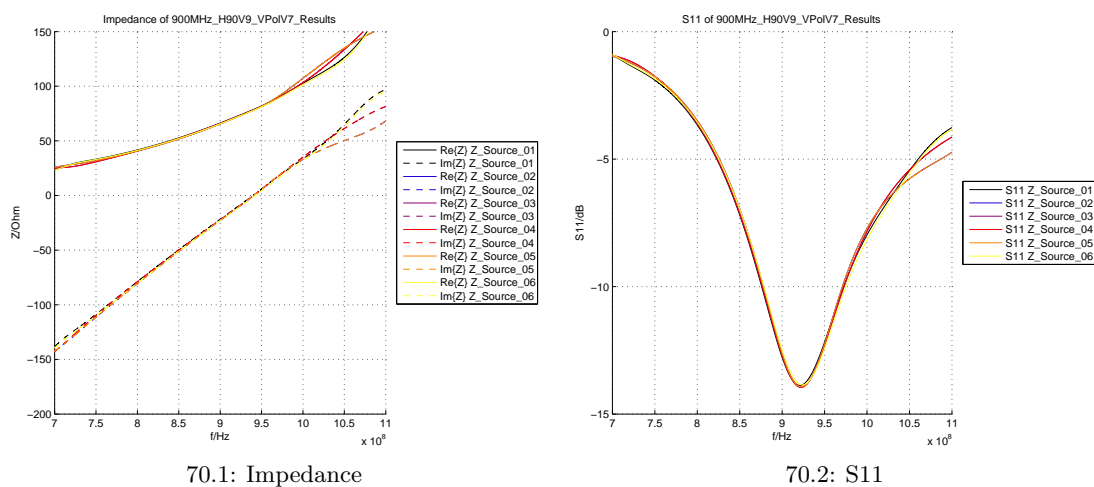 Impedance of 900MHz_H90V9_VPolV7_Results
150
100
50
0
−50
−100
−150
−200
Z/Ohm
7
7.5
8
8.5
9
9.5
10
10.5
11
x 10^8
f/Hz
Re{Z} Z_Source_01
Im{Z} Z_Source_01
Re{Z} Z_Source_02
Im{Z} Z_Source_02
Re{Z} Z_Source_03
Im{Z} Z_Source_03
Re{Z} Z_Source_04
Im{Z} Z_Source_04
Re{Z} Z_Source_05
Im{Z} Z_Source_05
Re{Z} Z_Source_06
Im{Z} Z_Source_06
70.1: Impedance
S11 of 900MHz_H90V9_VPolV7_Results
0
−5
−10
−15
S11/dB
7
7.5
8
8.5
9
9.5
10
10.5
11
x 10^8
f/Hz
S11 Z_Source_01
S11 Z_Source_02
S11 Z_Source_03
S11 Z_Source_04
S11 Z_Source_05
S11 Z_Source_06
70.2: S11